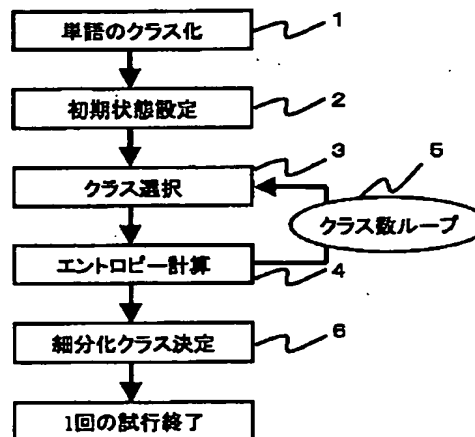 単語のクラス化
1
初期状態設定
2
3
クラス選択
5
クラス数ループ
エントロピー計算
4
細分化クラス決定
6
1回の試行終了